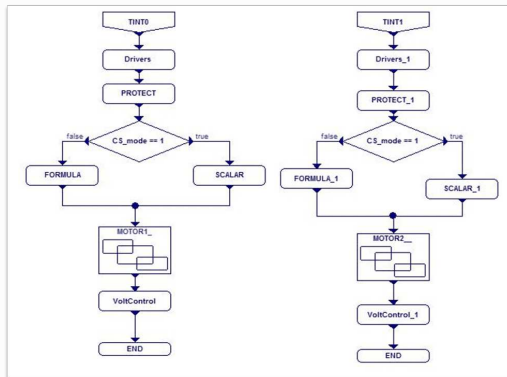 TINT0
Drivers
PROTECT
false
CS_mode == 1
true
FORMULA
SCALAR
MOTOR1_
VoltControl
END
TINT1
Drivers_1
PROTECT_1
false
CS_mode == 1
true
FORMULA_1
SCALAR_1
MOTOR2__
VoltControl_1
END